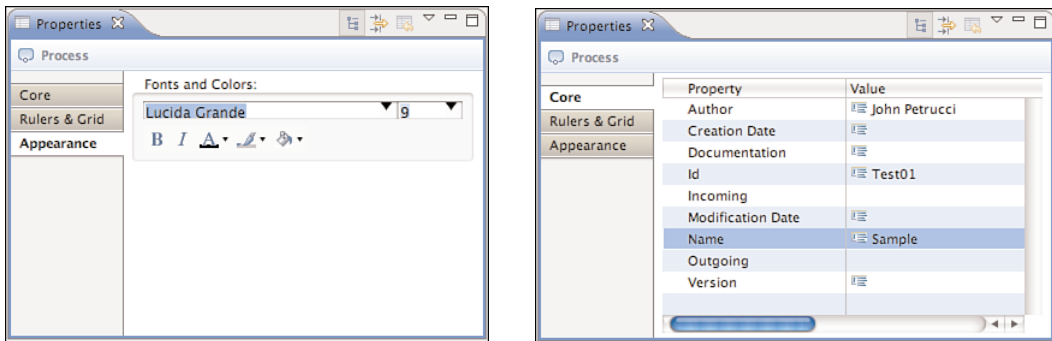 Properties
Process
Core
Rulers & Grid
Appearance
Fonts and Colors:
Lucida Grande 9
B I A
Properties
Process
Core
Rulers & Grid
Appearance
Property Value
Author John Petrucci
Creation Date
Documentation
Id Test01
Incoming
Modification Date
Name Sample
Outgoing
Version